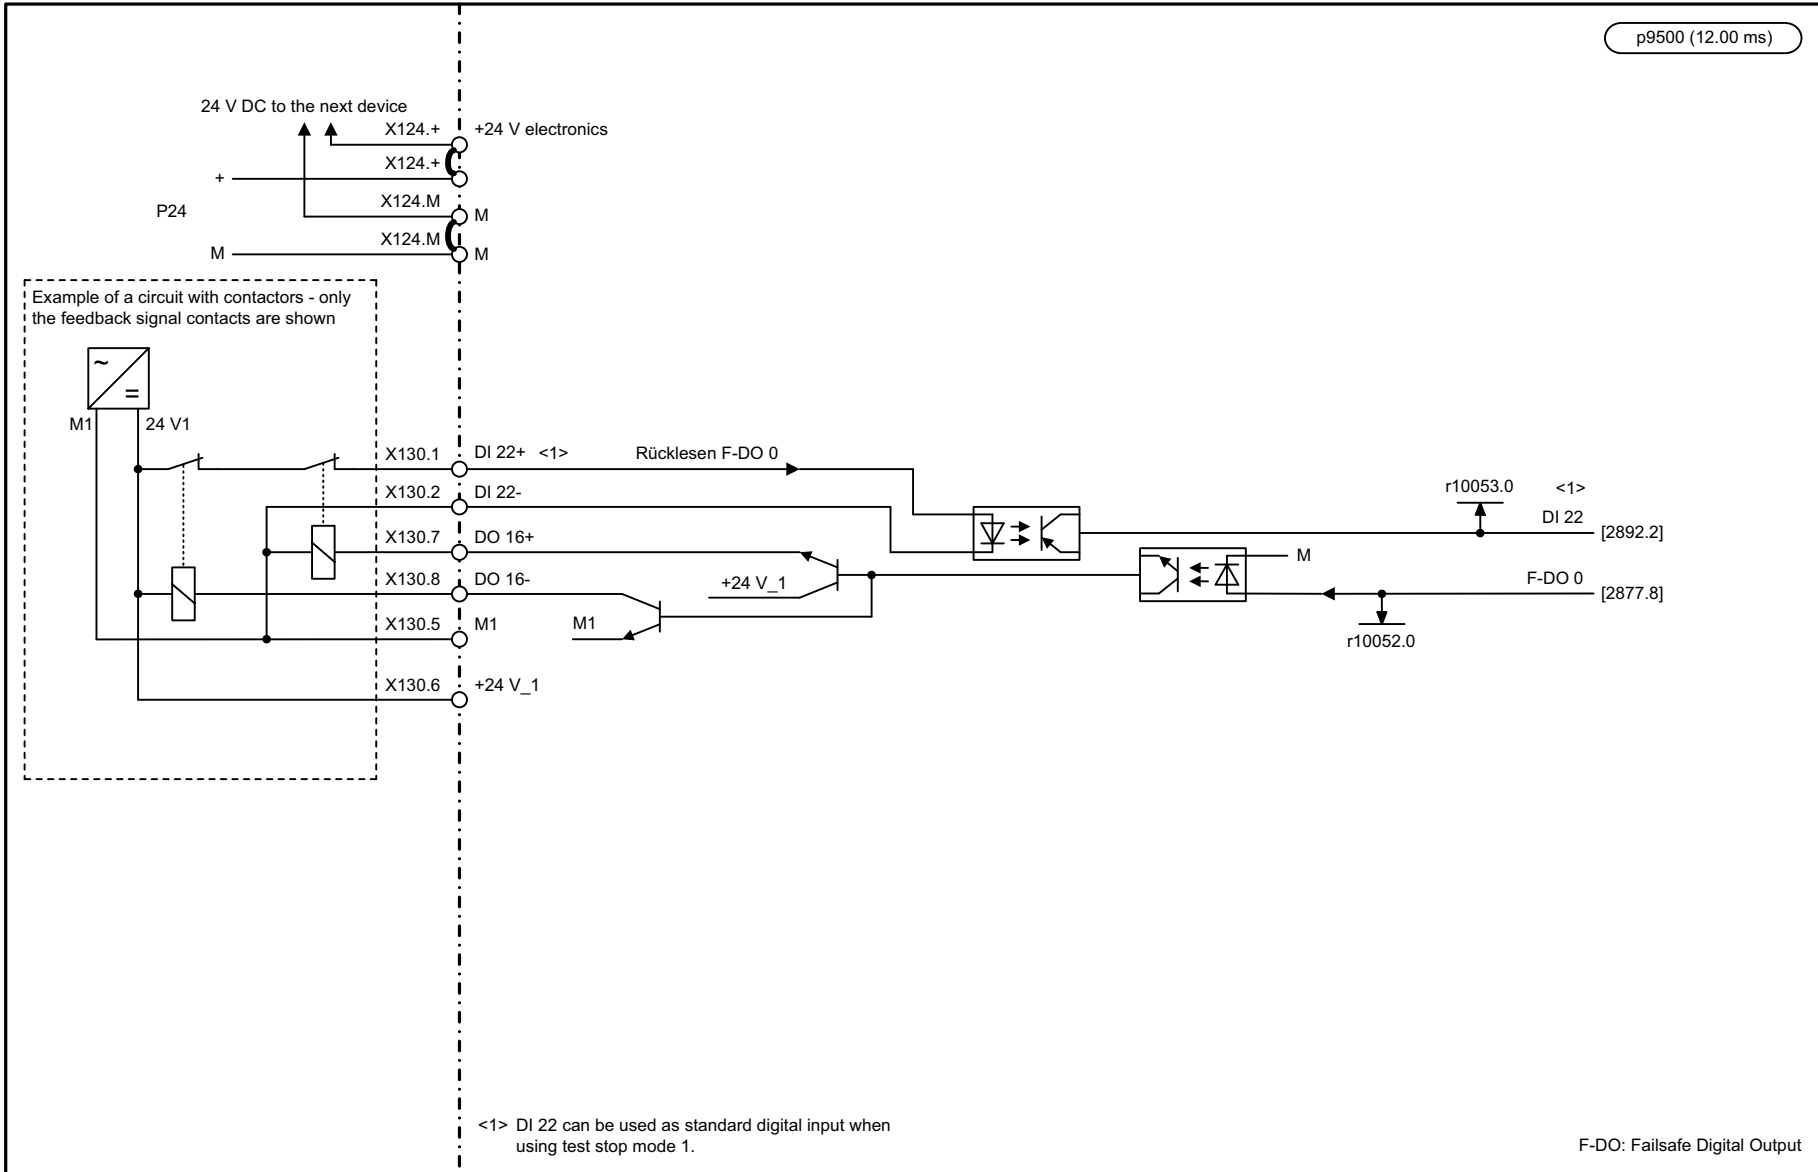 p9500 (12.00 ms)
24 V DC to the next device
X124.+
+24 V electronics
X124.+
+
P24
X124.M
M
X124.M
M
M
Example of a circuit with contactors - only
the feedback signal contacts are shown
~
=
M1
24 V1
X130.1
DI 22+ <1>
Rücklesen F-DO 0
X130.2
DI 22-
r10053.0
<1>
DI 22
[2892.2]
X130.7
DO 16+
+24 V_1
M
X130.8
DO 16-
F-DO 0
[2877.8]
X130.5
M1
M1
r10052.0
X130.6
+24 V_1
<1> DI 22 can be used as standard digital input when
using test stop mode 1.
F-DO: Failsafe Digital Output